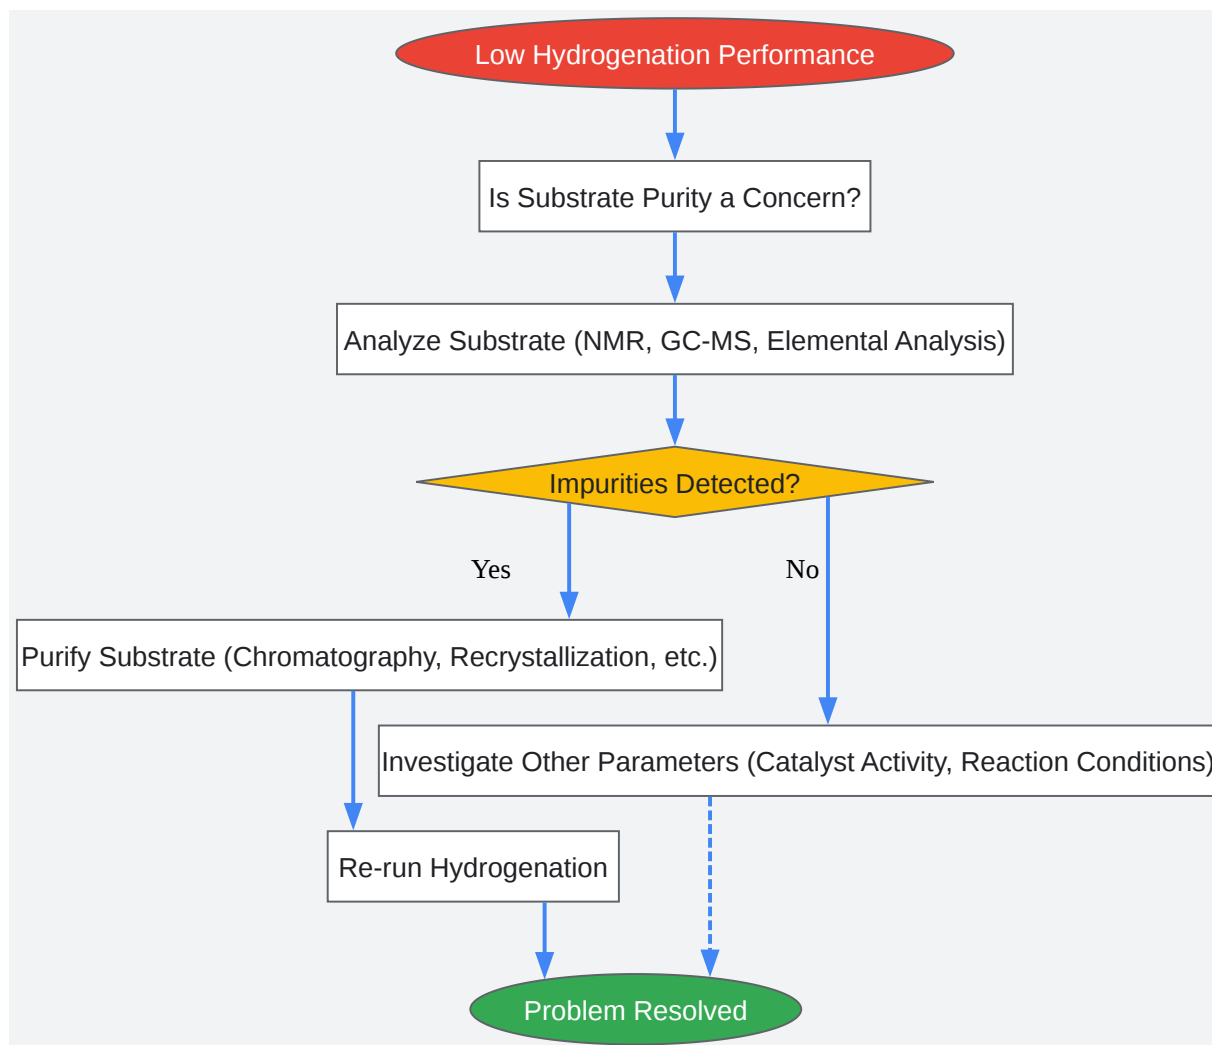 Low Hydrogenation Performance
Is Substrate Purity a Concern?
Analyze Substrate (NMR, GC-MS, Elemental Analysis)
Impurities Detected?
Yes
No
Purify Substrate (Chromatography, Recrystallization, etc.)
Investigate Other Parameters (Catalyst Activity, Reaction Conditions)
Re-run Hydrogenation
Problem Resolved